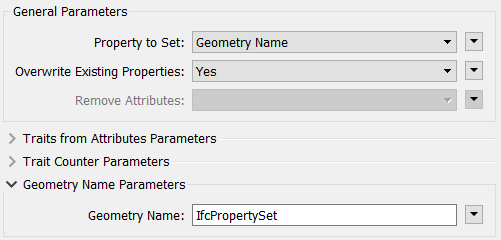 General Parameters
Property to Set: Geometry Name
Overwrite Existing Properties: Yes
Remove Attributes:
Traits from Attributes Parameters
Trait Counter Parameters
Geometry Name Parameters
Geometry Name: IfcPropertySet